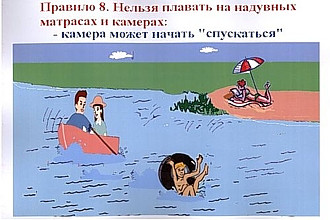 Правило 8. Нельзя плавать на надувных
матрасах и камерах:
- камера может начать "спускаться"